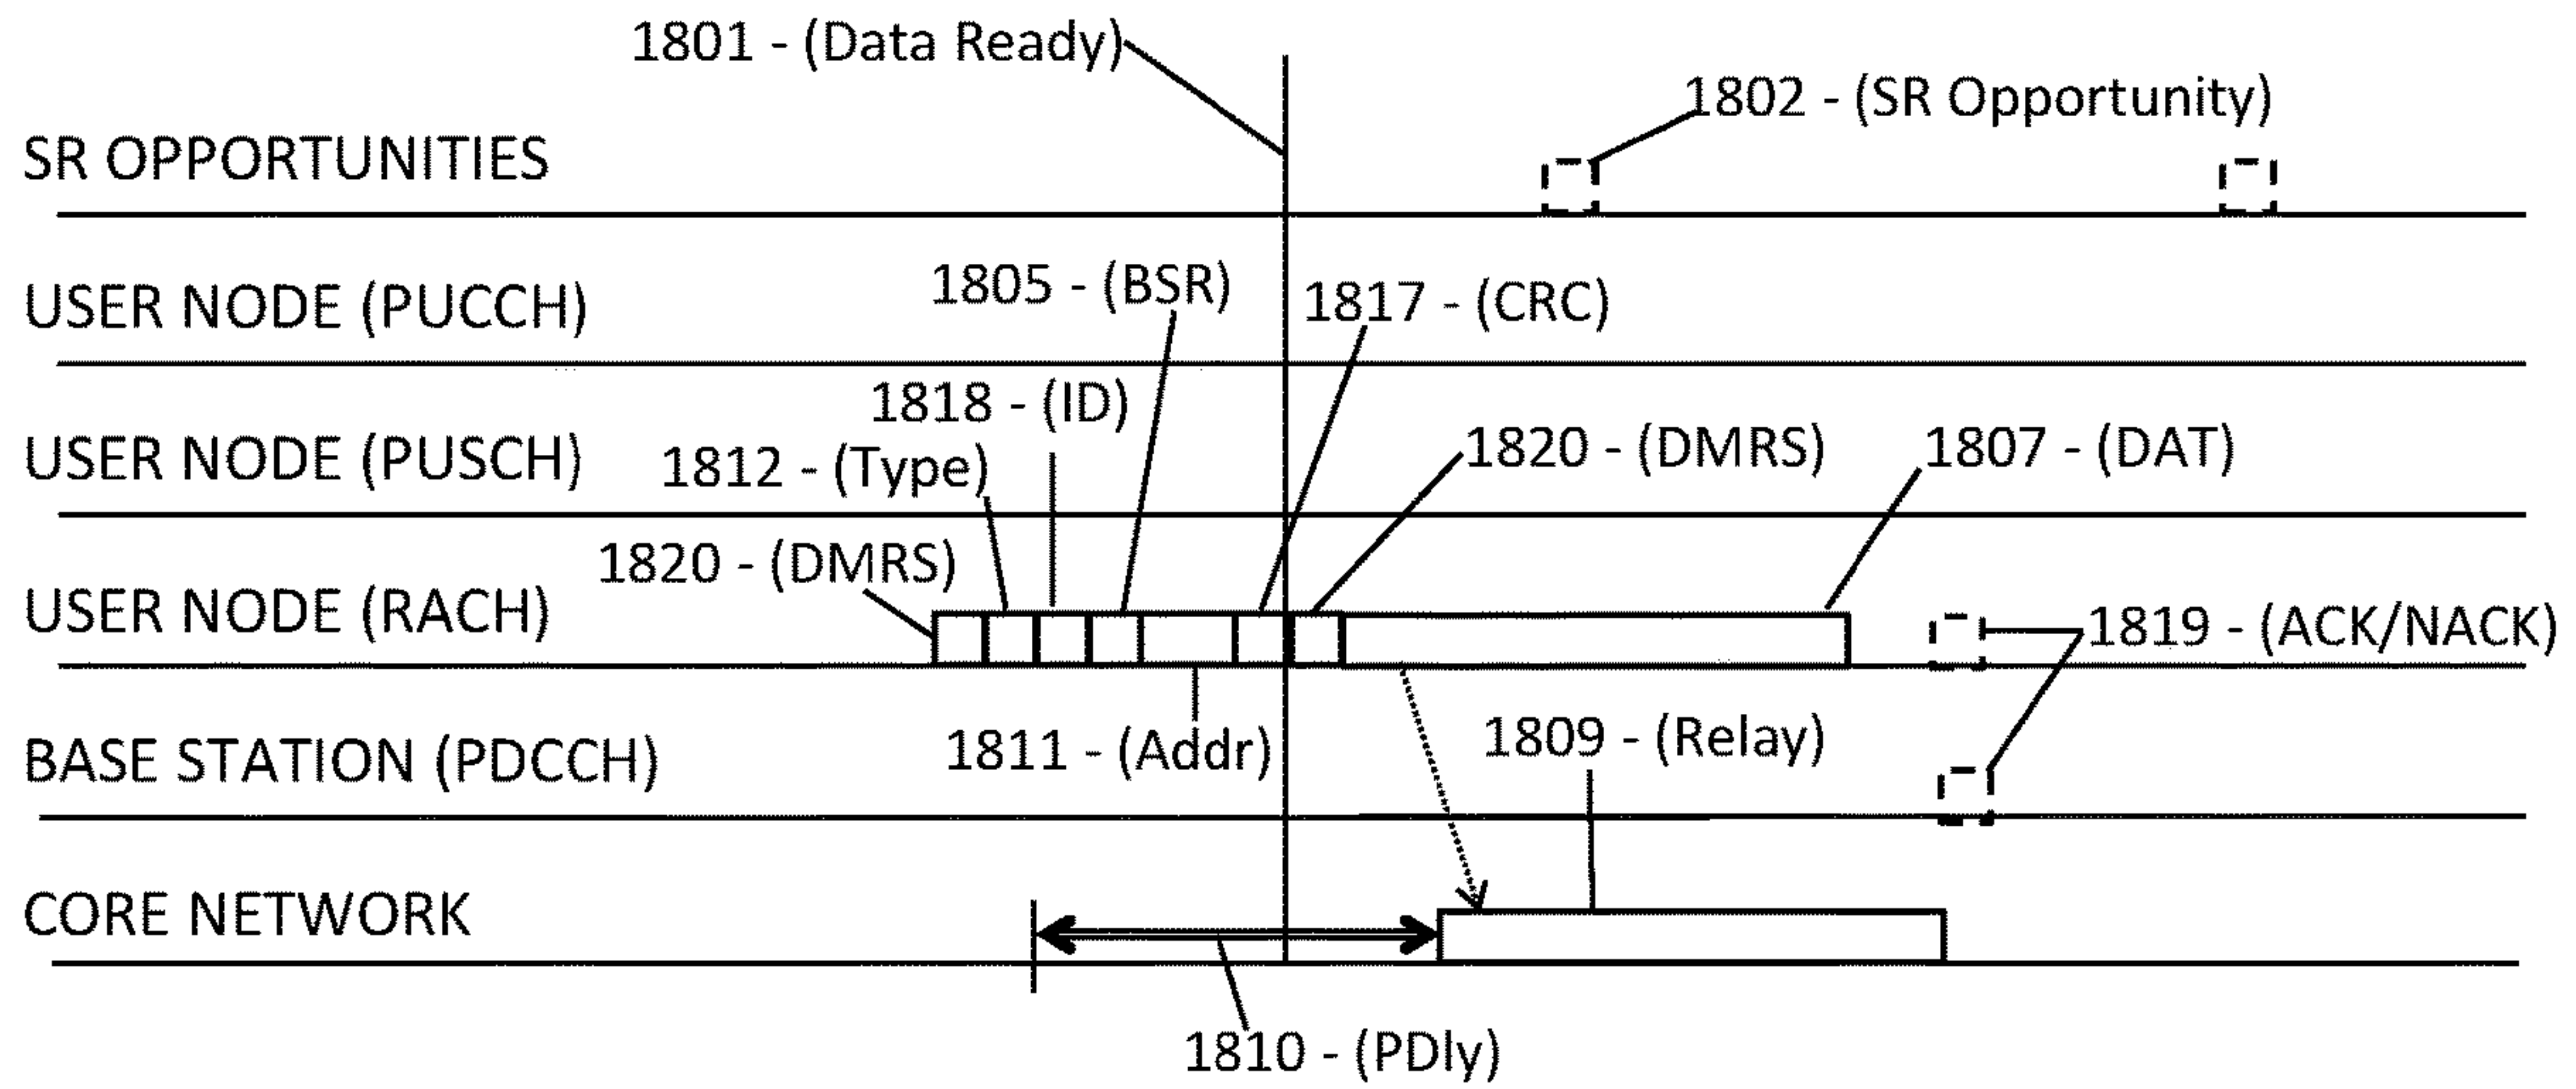 1801 - (Data Ready)
1802 - (SR Opportunity)
SR OPPORTUNITIES
1805 - (BSR)
1817 - (CRC)
USER NODE (PUCCH)
1818 - (ID)
1812 - (Type)
1820 - (DMRS)
1807 - (DAT)
USER NODE (PUSCH)
1820 - (DMRS)
USER NODE (RACH)
1819 - (ACK/NACK)
1811 - (Addr)
1809 - (Relay)
BASE STATION (PDCCH)
CORE NETWORK
1810 - (PDly)